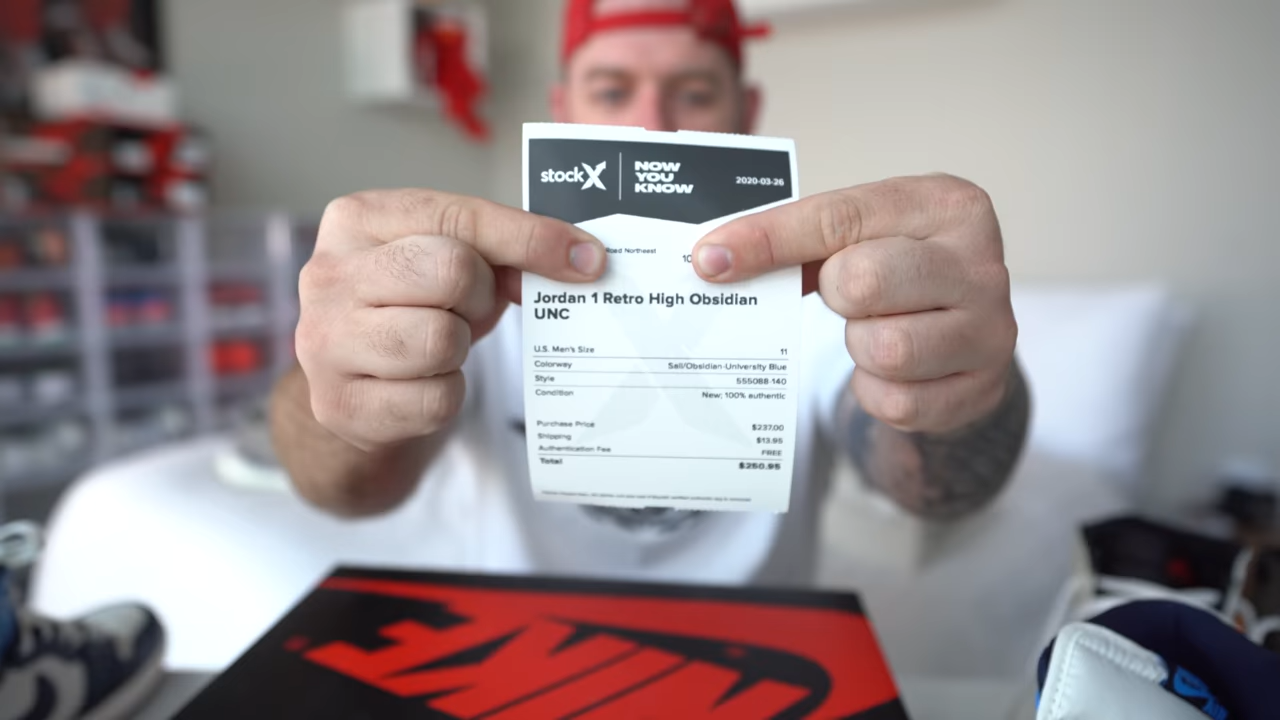 stockX
NOW
YOU
KNOW
2020-03-26
Road Northeast
10
Jordan 1 Retro High Obsidian
UNC
U.S. Men's Size 11
Colorway Sail/Obsidian-University Blue
Style 555088-140
Condition New; 100% authentic
Purchase Price $237.00
Shipping $13.95
Authentication Fee FREE
Total $250.95
NIKE